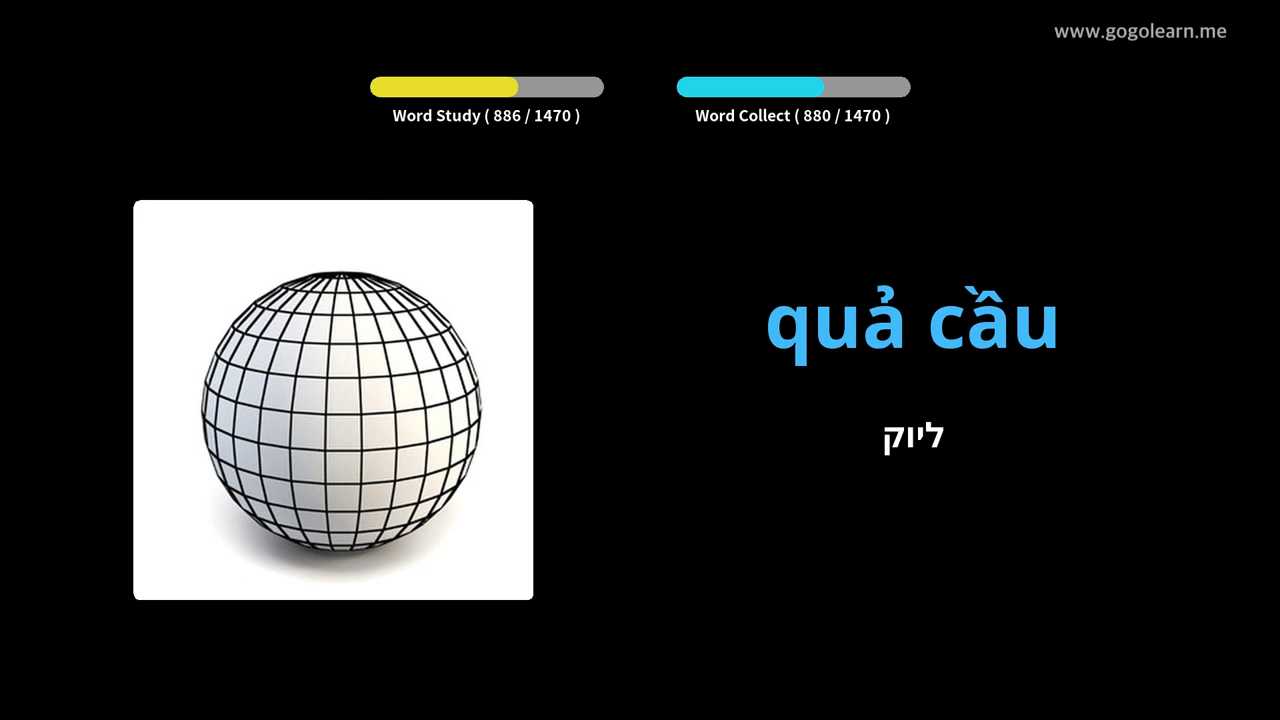 www.gogolearn.me
Word Study ( 886 / 1470 )
Word Collect ( 880 / 1470 )
quả cầu
ליוק